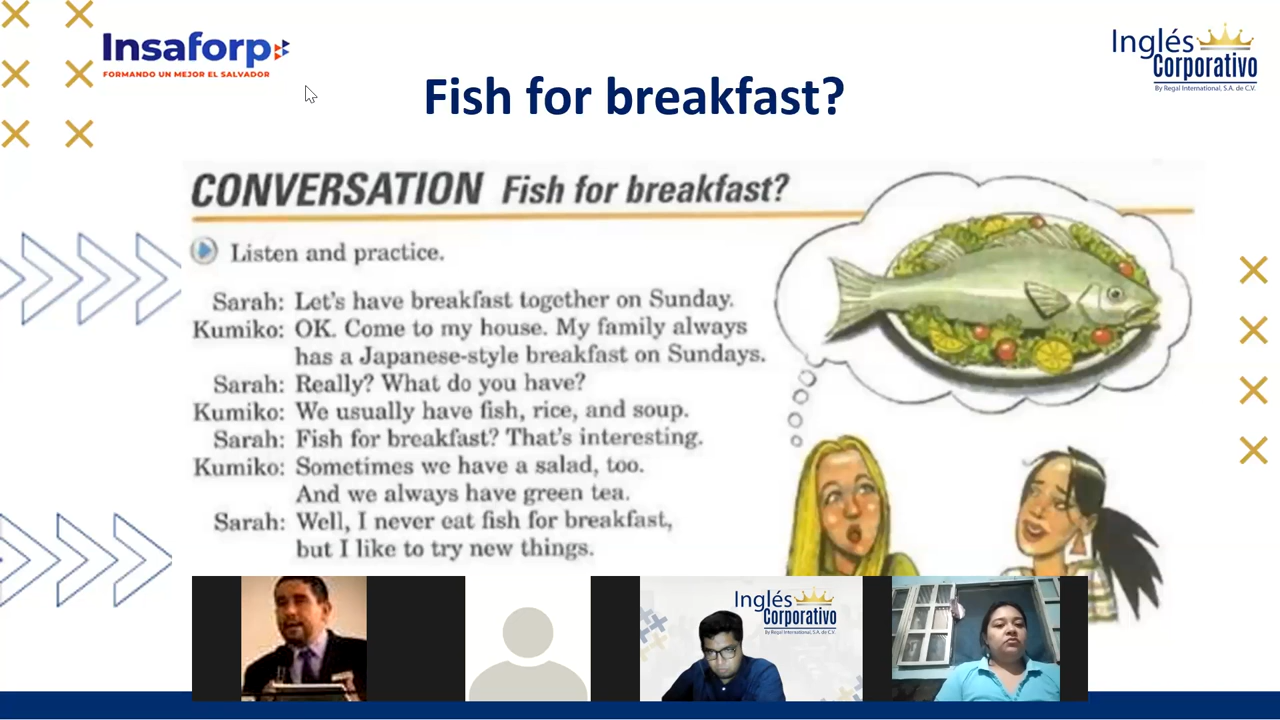 Insaforp
FORMANDO UN MEJOR EL SALVADOR
Inglés
Corporativo
By Regal International, S.A. de C.V.
Fish for breakfast?
CONVERSATION Fish for breakfast?
Listen and practice.
Sarah: Let's have breakfast together on Sunday.
Kumiko: OK. Come to my house. My family always
has a Japanese-style breakfast on Sundays.
Sarah: Really? What do you have?
Kumiko: We usually have fish, rice, and soup.
Sarah: Fish for breakfast? That's interesting.
Kumiko: Sometimes we have a salad, too.
And we always have green tea.
Sarah: Well, I never eat fish for breakfast,
but I like to try new things.
Inglés
Corporativo
By Regal International, S.A. de C.V.